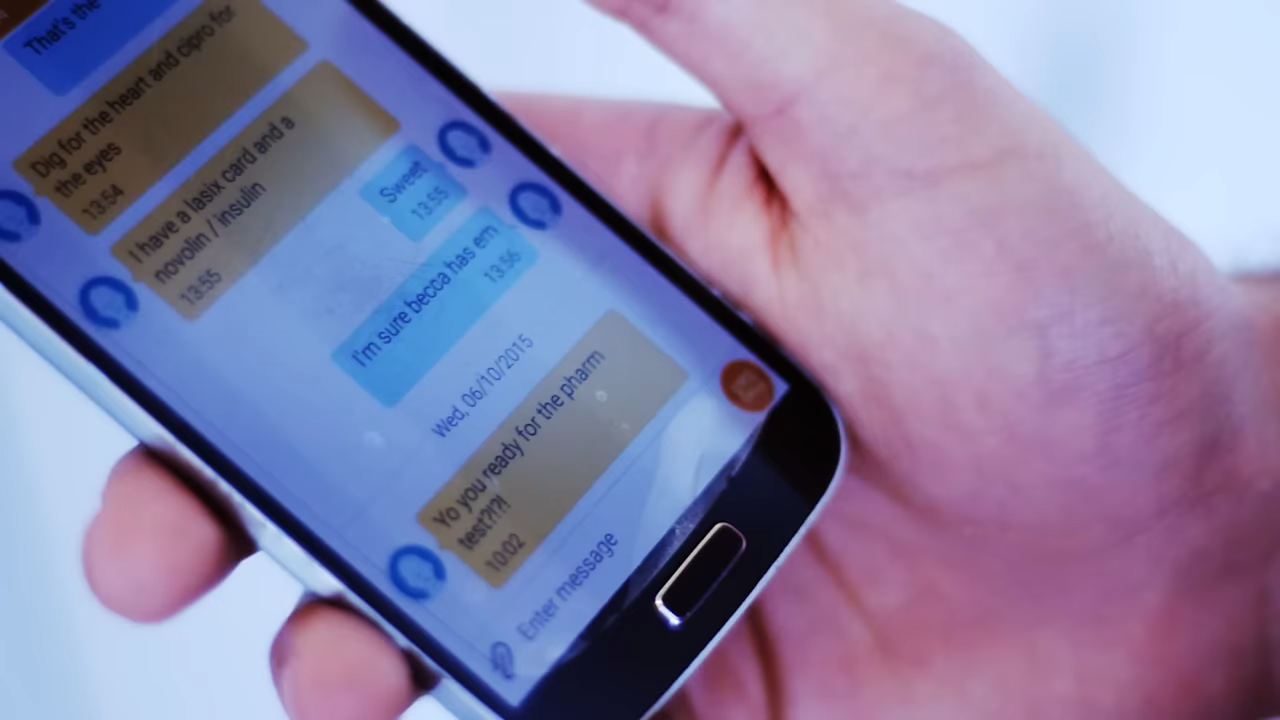 That's the
Dig for the heart and cipro for
the eyes
13:54
I have a lasix card and a
novolin / insulin
13:55
Sweet
13:55
I'm sure becca has em
13:56
Wed, 06/10/2015
Yo you ready for the pharm
test?!?!
10:02
Enter message